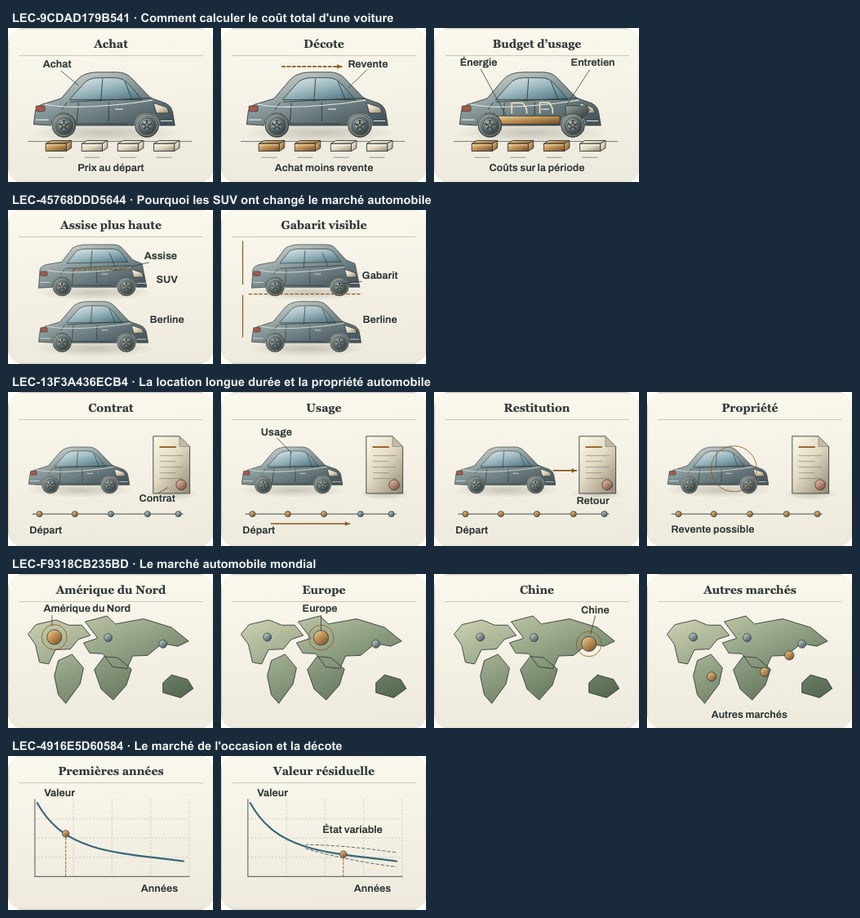 LEC-9CDAD179B541 · Comment calculer le coût total d'une voiture
Achat
Achat
Prix au départ
Décote
Revente
Achat moins revente
Budget d'usage
Énergie
Entretien
Coûts sur la période
LEC-45768DDD5644 · Pourquoi les SUV ont changé le marché automobile
Assise plus haute
Assise
SUV
Berline
Gabarit visible
Gabarit
Berline
LEC-13F3A436ECB4 · La location longue durée et la propriété automobile
Contrat
Contrat
Départ
Usage
Usage
Départ
Restitution
Retour
Départ
Propriété
Revente possible
LEC-F9318CB235BD · Le marché automobile mondial
Amérique du Nord
Amérique du Nord
Europe
Europe
Chine
Chine
Autres marchés
Autres marchés
LEC-4916E5D60584 · Le marché de l'occasion et la décote
Premières années
Valeur
Années
Valeur résiduelle
Valeur
État variable
Années